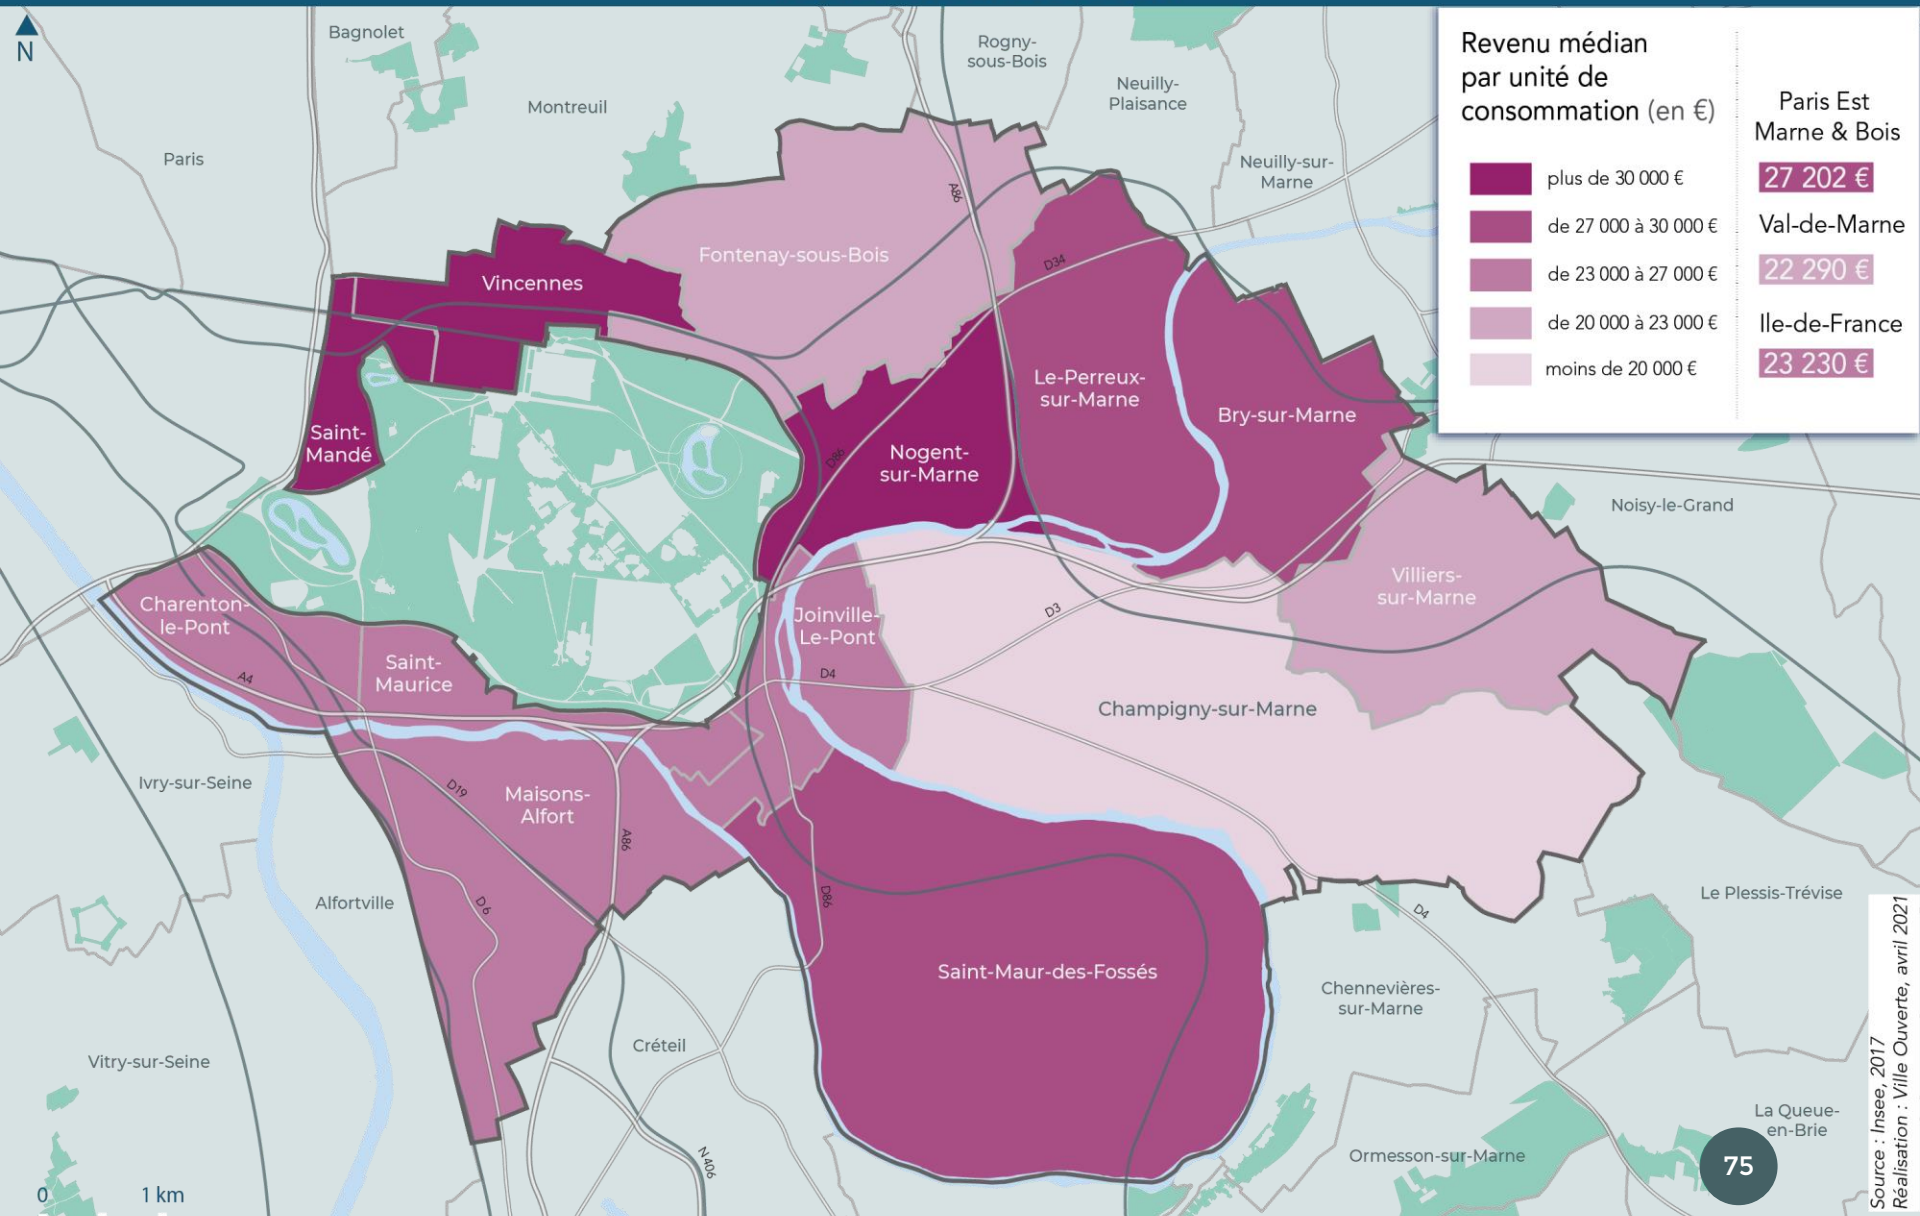 N
Bagnolet
Montreuil
Paris
Rogny-
sous-Bois
Neuilly-
Plaisance
Neuilly-sur-
Marne
Revenu médian
par unité de
consommation (en €)
plus de 30 000 €
de 27 000 à 30 000 €
de 23 000 à 27 000 €
de 20 000 à 23 000 €
moins de 20 000 €
Paris Est
Marne & Bois
27 202 €
Val-de-Marne
22 290 €
Ile-de-France
23 230 €
A86
Vincennes
Fontenay-sous-Bois
D34
Le-Perreux-
sur-Marne
Bry-sur-Marne
Saint-
Mandé
D86
Nogent-
sur-Marne
Noisy-le-Grand
Villiers-
sur-Marne
Charenton-
le-Pont
Joinville-
Le-Pont
D3
Saint-
Maurice
A4
D4
Champigny-sur-Marne
Ivry-sur-Seine
D19
Maisons-
Alfort
A86
D86
Alfortville
D6
Le Plessis-Trévise
D4
Saint-Maur-des-Fossés
Chennevières-
sur-Marne
Créteil
Vitry-sur-Seine
N406
La Queue-
en-Brie
Ormesson-sur-Marne
75
0 1 km
Source : Insee, 2017
Réalisation : Ville Ouverte, avril 2021